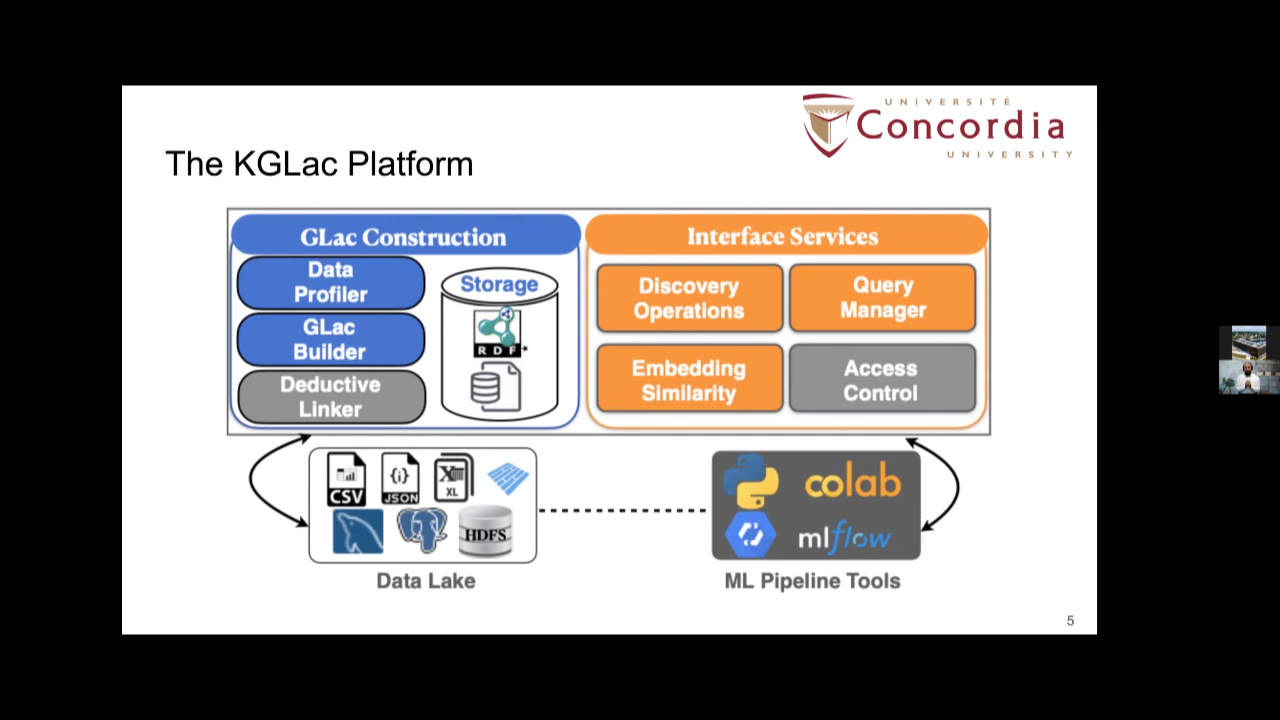 UNIVERSITÉ
Concordia
UNIVERSITY
The KGLac Platform
GLac Construction
Interface Services
Data
Profiler
GLac
Builder
Deductive
Linker
Storage
RDF*
Discovery
Operations
Query
Manager
Embedding
Similarity
Access
Control
CSV
{i}
JSON
X
XL
HDFS
colab
mlflow
Data Lake
ML Pipeline Tools
5